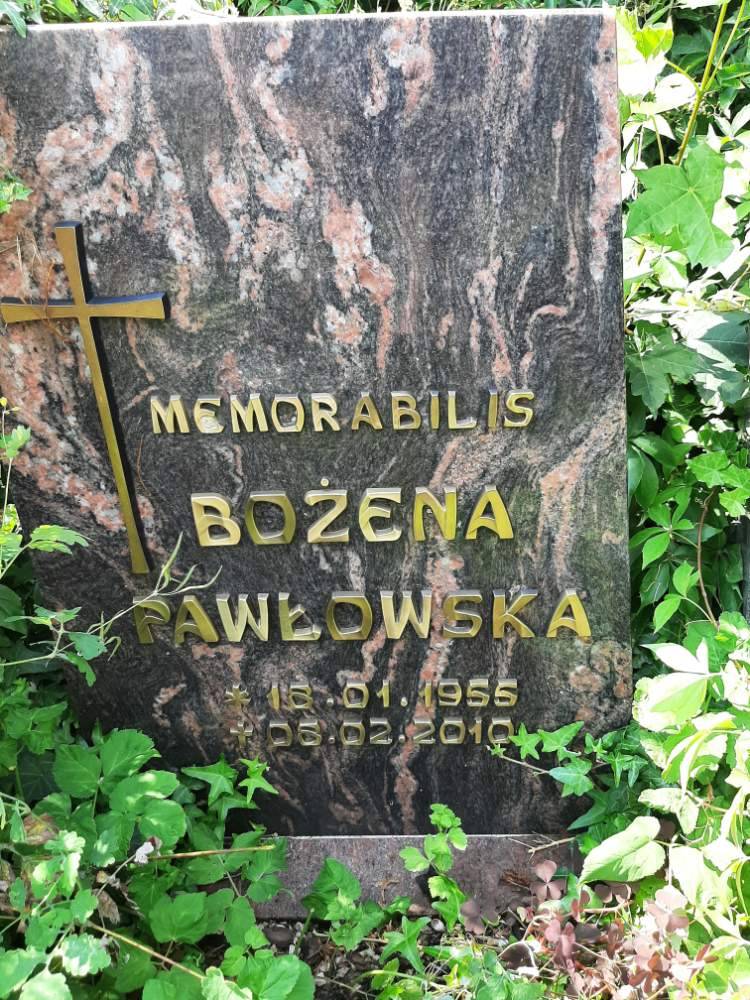 MEMORABILIS
BOŻENA
PAWŁOWSKA
* 18.01.1955
+ 06.02.2010